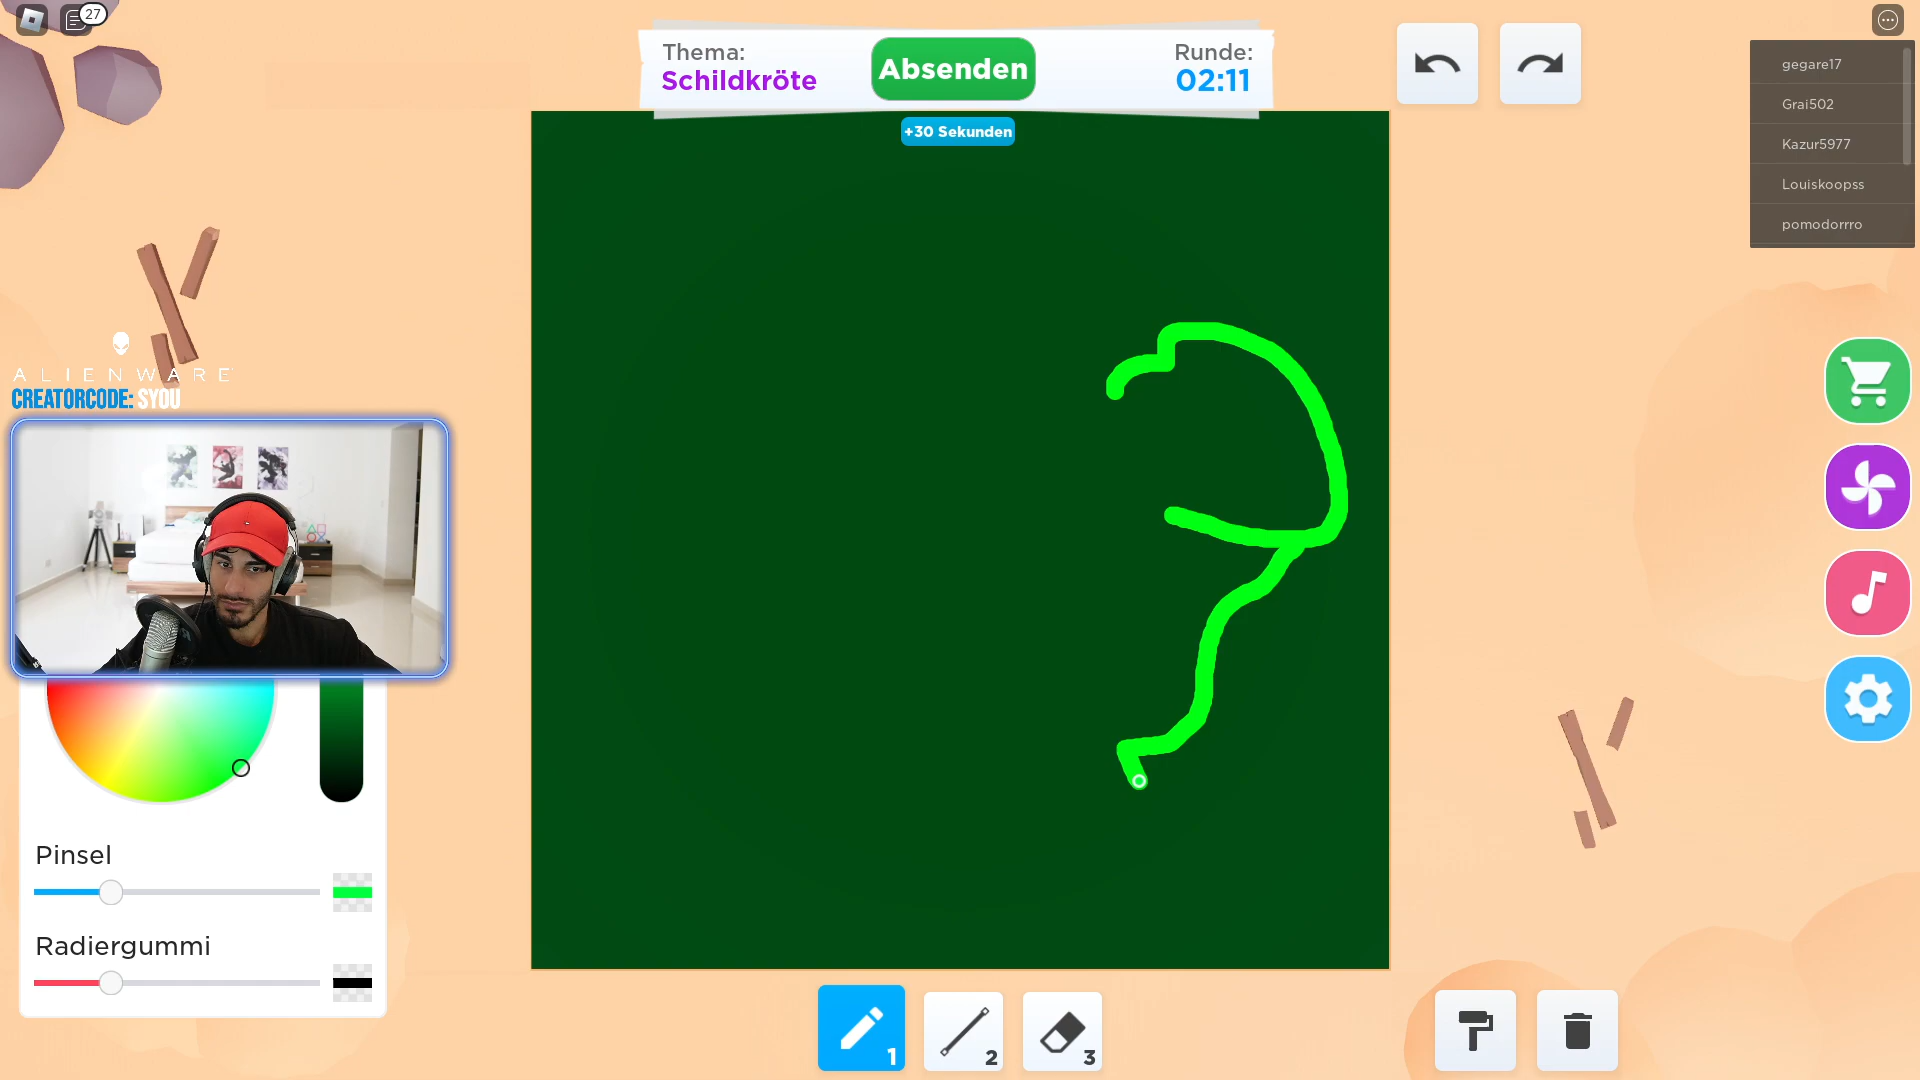 27
Thema:
Schildkröte
Absenden
Runde:
02:11
+30 Sekunden
gegare17
Grai502
Kazur5977
Louiskoopss
pomodorrro
ALIENWARE
CREATORCODE: SYOU
Pinsel
Radiergummi
1
2
3